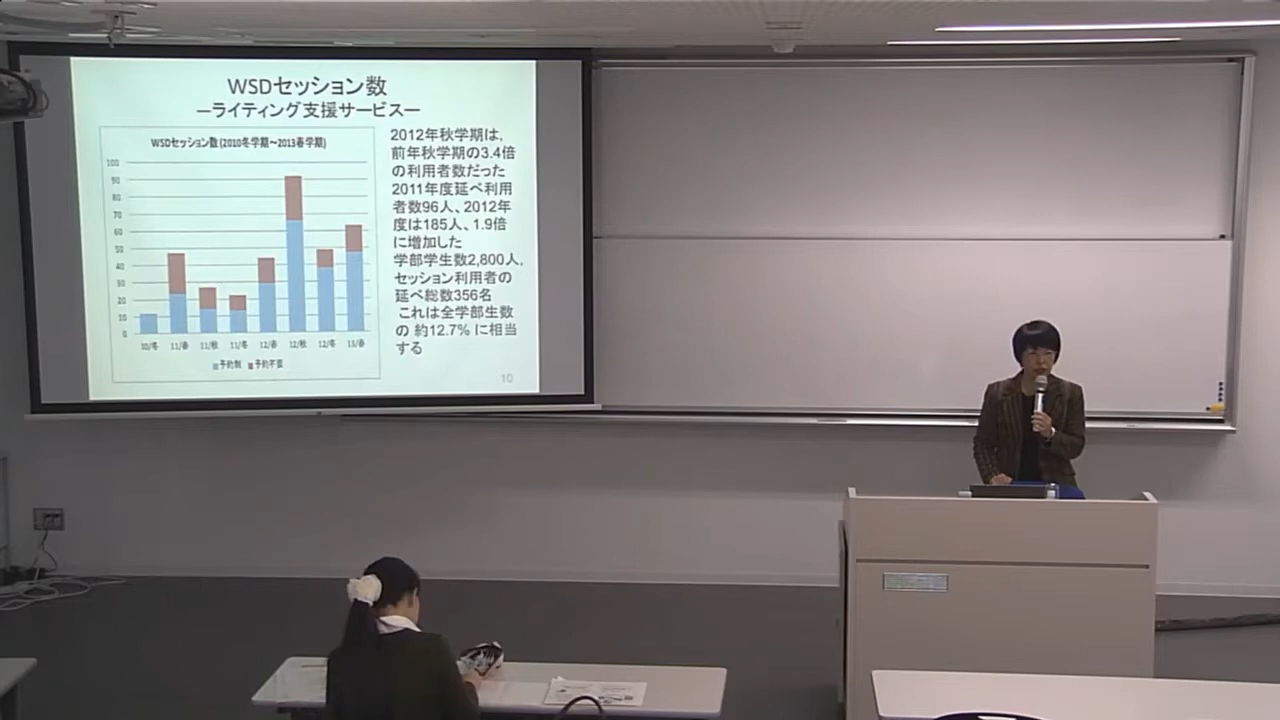 WSDセッション数
―ライティング支援サービス―
WSDセッション数(2010冬学期～2013春学期)
100
90
80
70
60
50
40
30
20
10
0
10/冬
11/春
11/秋
11/冬
12/春
12/秋
12/冬
13/春
予約制
予約不要
2012年秋学期は,
前年秋学期の3.4倍
の利用者数だった
2011年度延べ利用
者数96人、2012年
度は185人、1.9倍
に増加した
学部学生数2,800人,
セッション利用者の
延べ総数356名
これは全学部生数
の 約12.7% に相当
する
10